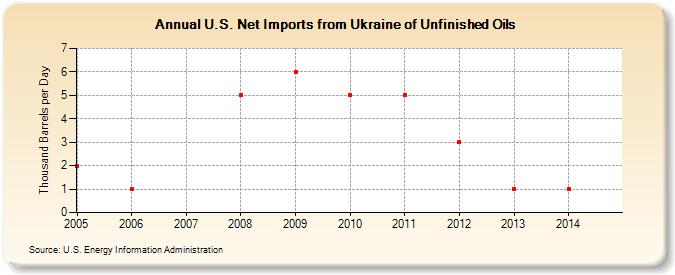 Annual U.S. Net Imports from Ukraine of Unfinished Oils
Thousand Barrels per Day
7
6
5
4
3
2
1
0
2005 2006 2007 2008 2009 2010 2011 2012 2013 2014
Source: U.S. Energy Information Administration